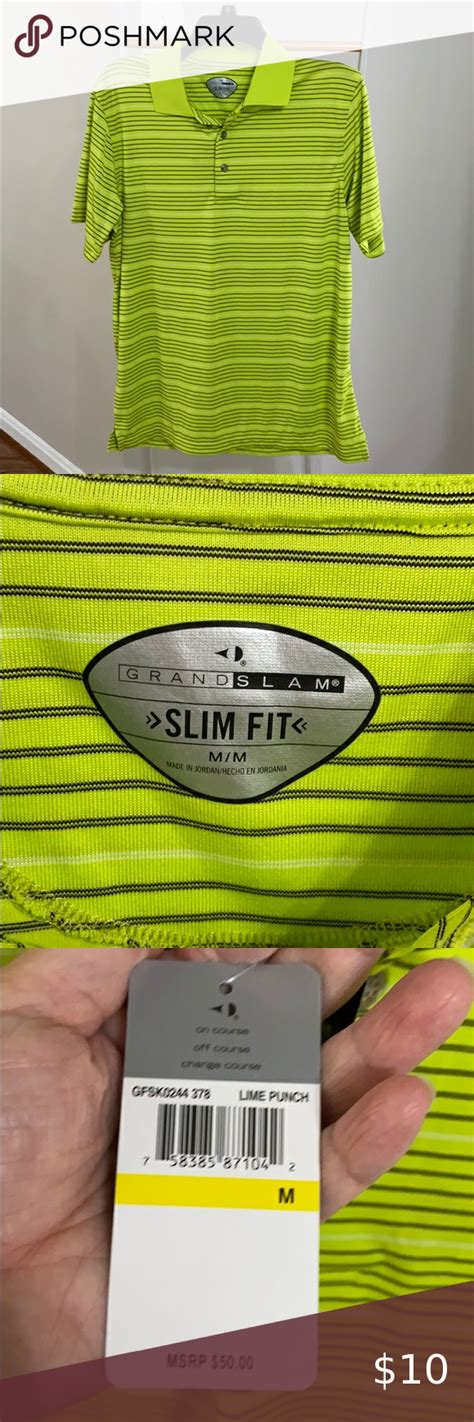 POSHMARK
GRANDSLAM®
SLIM FIT
M/M
MADE IN JORDAN/HECHO EN JORDANIA
on course
off course
change course
GFSK0244 378 LIME PUNCH
7 58385 87104 2
M
MSRP $50.00
$10